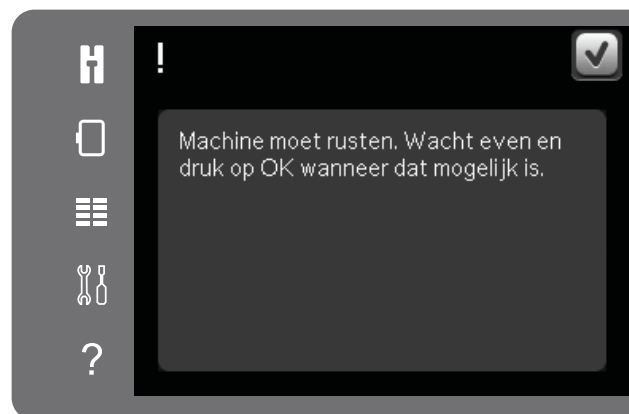 !
Machine moet rusten. Wacht even en
druk op OK wanneer dat mogelijk is.
?